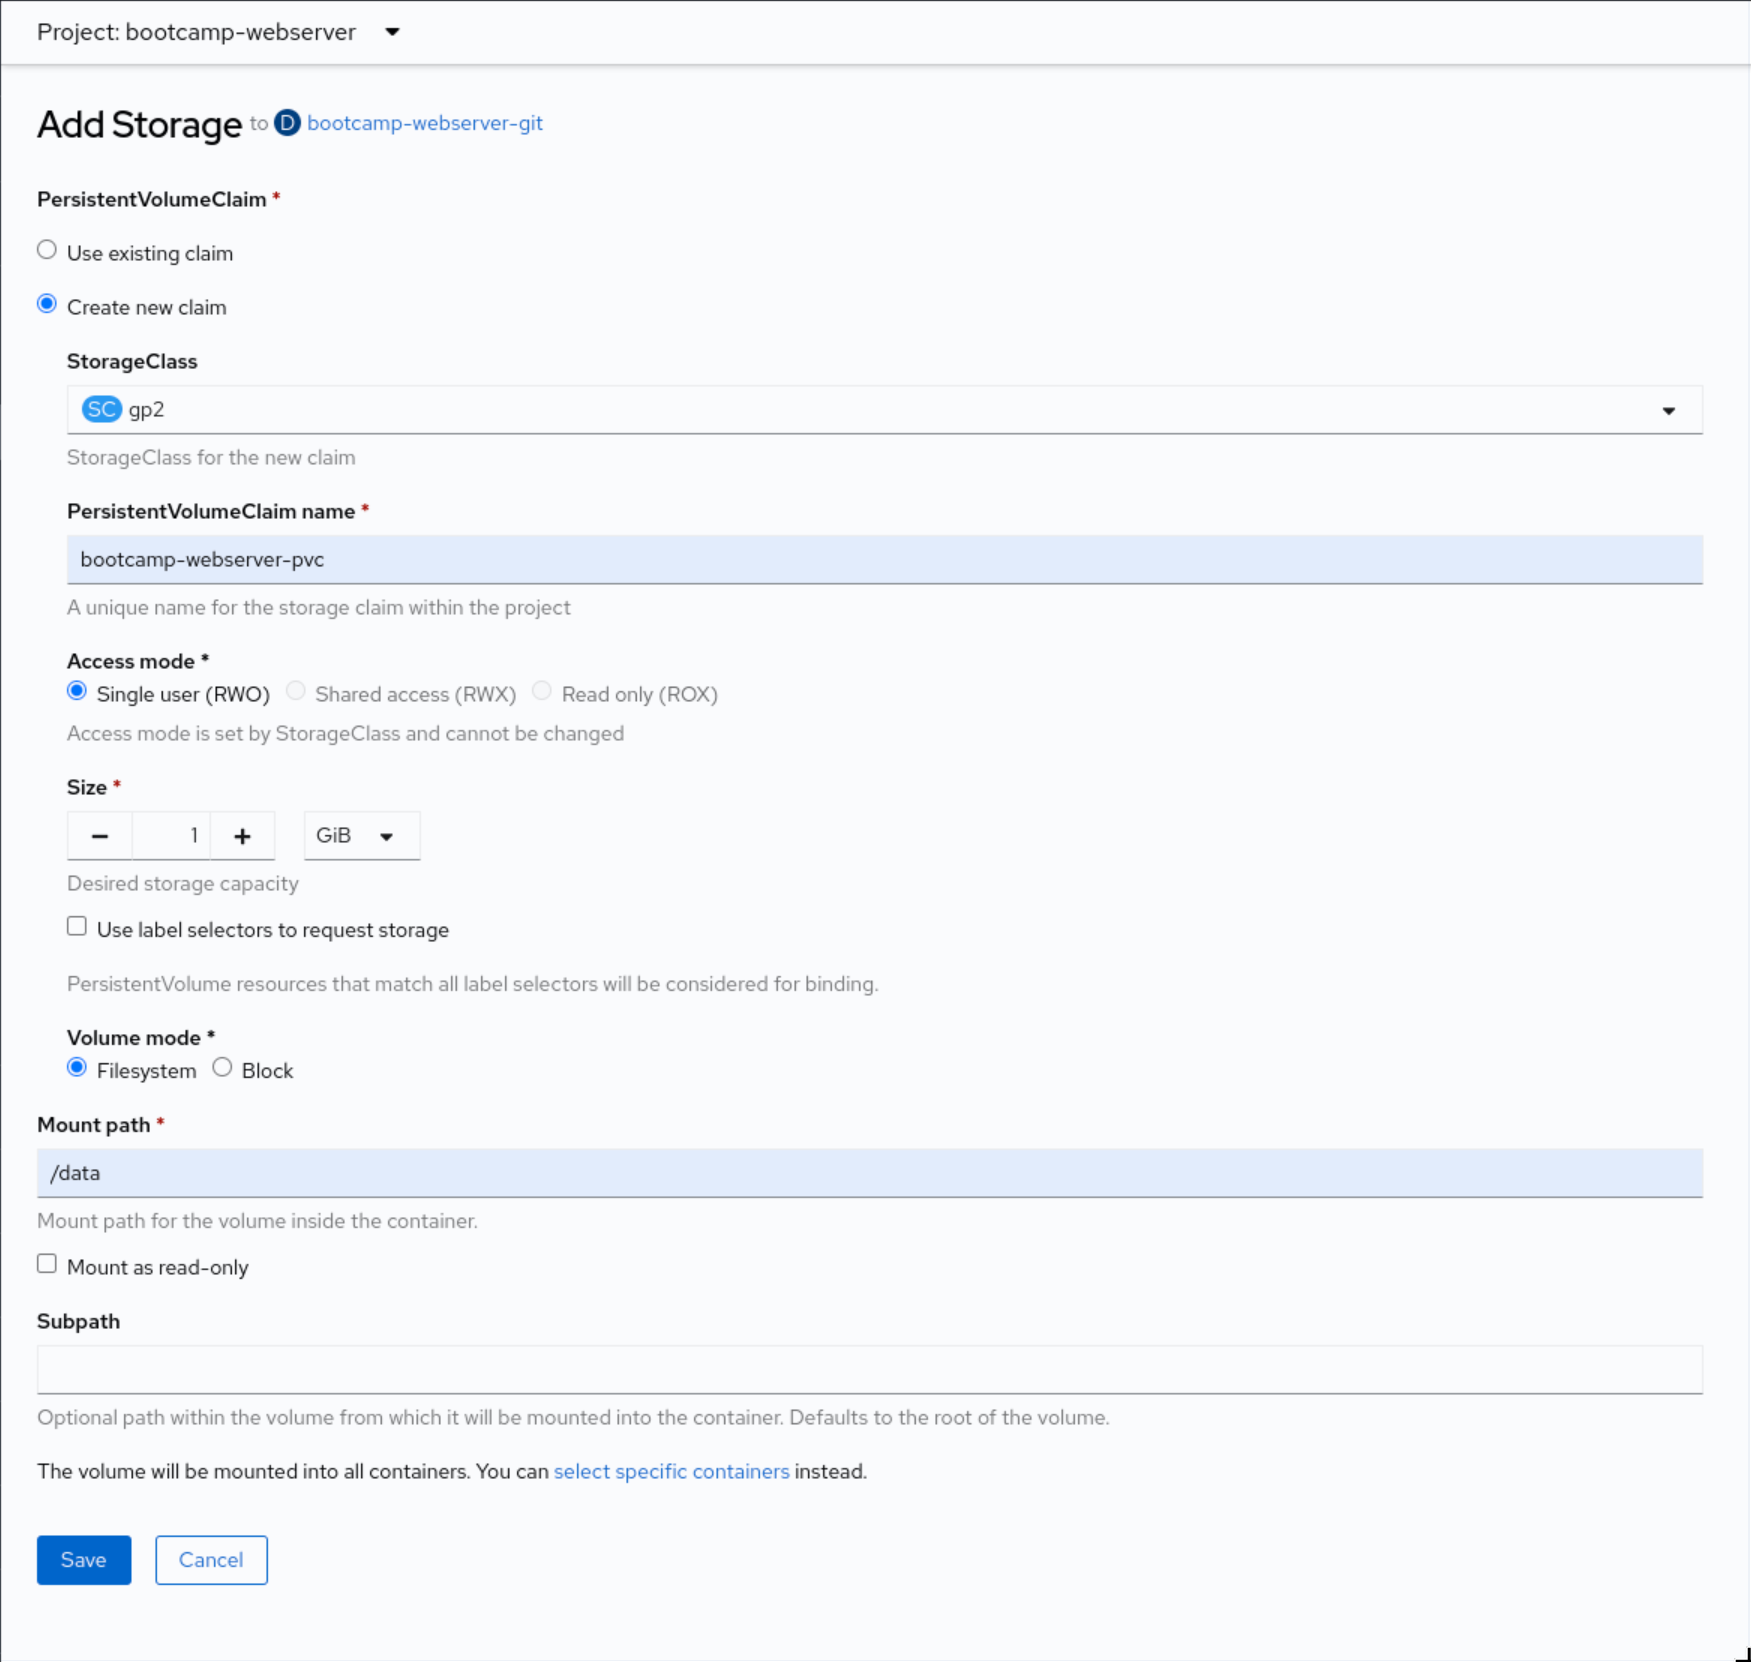 Project: bootcamp-webserver
Add Storage to D bootcamp-webserver-git
PersistentVolumeClaim *
Use existing claim
Create new claim
StorageClass
SC gp2
StorageClass for the new claim
PersistentVolumeClaim name *
bootcamp-webserver-pvc
A unique name for the storage claim within the project
Access mode *
Single user (RWO) Shared access (RWX) Read only (ROX)
Access mode is set by StorageClass and cannot be changed
Size *
− 1 + GiB
Desired storage capacity
Use label selectors to request storage
PersistentVolume resources that match all label selectors will be considered for binding.
Volume mode *
Filesystem Block
Mount path *
/data
Mount path for the volume inside the container.
Mount as read-only
Subpath
Optional path within the volume from which it will be mounted into the container. Defaults to the root of the volume.
The volume will be mounted into all containers. You can select specific containers instead.
Save Cancel